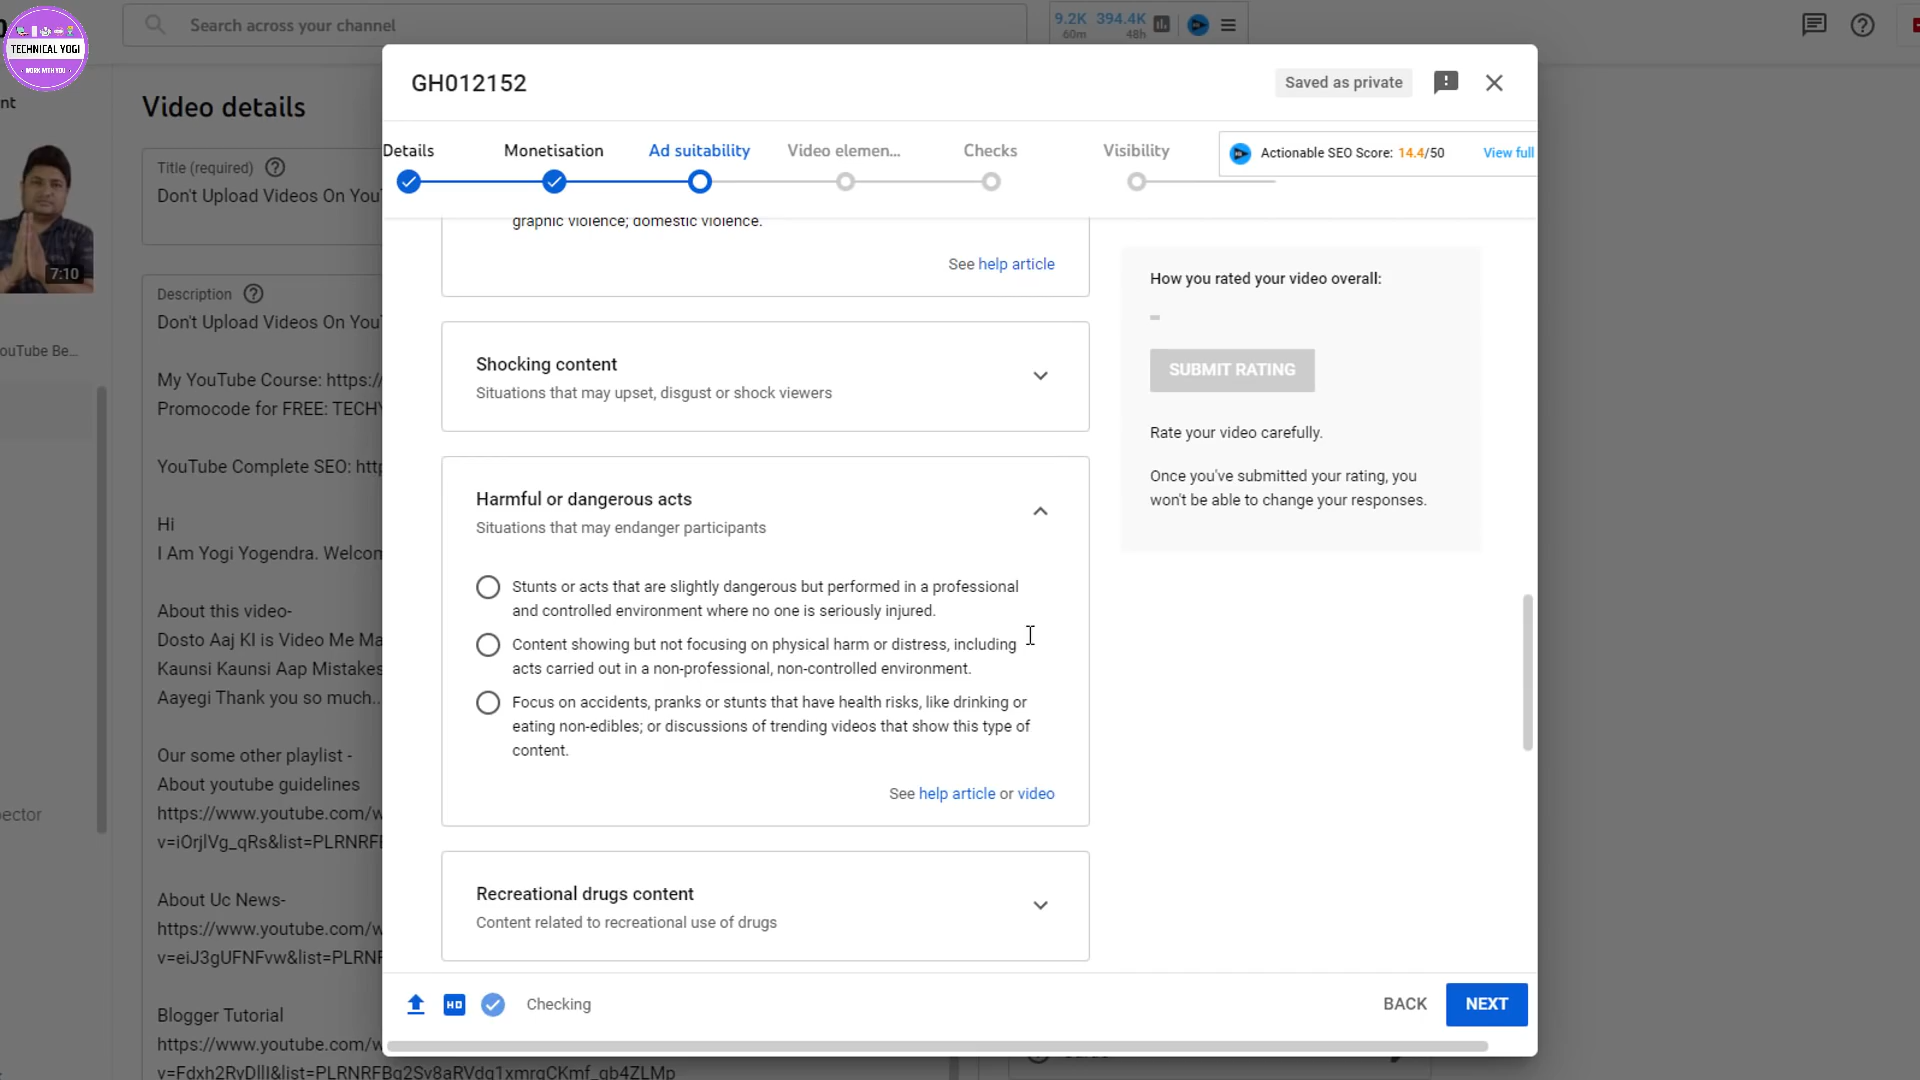 Search across your channel
9.2K 394.4K
60m 48h
TECHNICAL YOGI
WORK WITH YOU
nt
Video details
Title (required)
Don't Upload Videos On You
7:10
ouTube Be...
Description
Don't Upload Videos On You
My YouTube Course: https:/
Promocode for FREE: TECHY
YouTube Complete SEO: http
Hi
I Am Yogi Yogendra. Welcom
About this video-
Dosto Aaj KI is Video Me Ma
Kaunsi Kaunsi Aap Mistakes
Aayegi Thank you so much..
Our some other playlist -
About youtube guidelines
https://www.youtube.com/w
v=iOrjlVg_qRs&list=PLRNRFB
ector
About Uc News-
https://www.youtube.com/w
v=eiJ3gUFNFvw&list=PLRNF
Blogger Tutorial
https://www.youtube.com/w
GH012152
Saved as private
Details
Monetisation
Ad suitability
Video elemen...
Checks
Visibility
Actionable SEO Score: 14.4/50
View full
graphic violence; domestic violence.
See help article
Shocking content
Situations that may upset, disgust or shock viewers
Harmful or dangerous acts
Situations that may endanger participants
Stunts or acts that are slightly dangerous but performed in a professional
and controlled environment where no one is seriously injured.
Content showing but not focusing on physical harm or distress, including
acts carried out in a non-professional, non-controlled environment.
Focus on accidents, pranks or stunts that have health risks, like drinking or
eating non-edibles; or discussions of trending videos that show this type of
content.
See help article or video
Recreational drugs content
Content related to recreational use of drugs
How you rated your video overall:
-
SUBMIT RATING
Rate your video carefully.
Once you've submitted your rating, you
won't be able to change your responses.
HD
Checking
BACK
NEXT